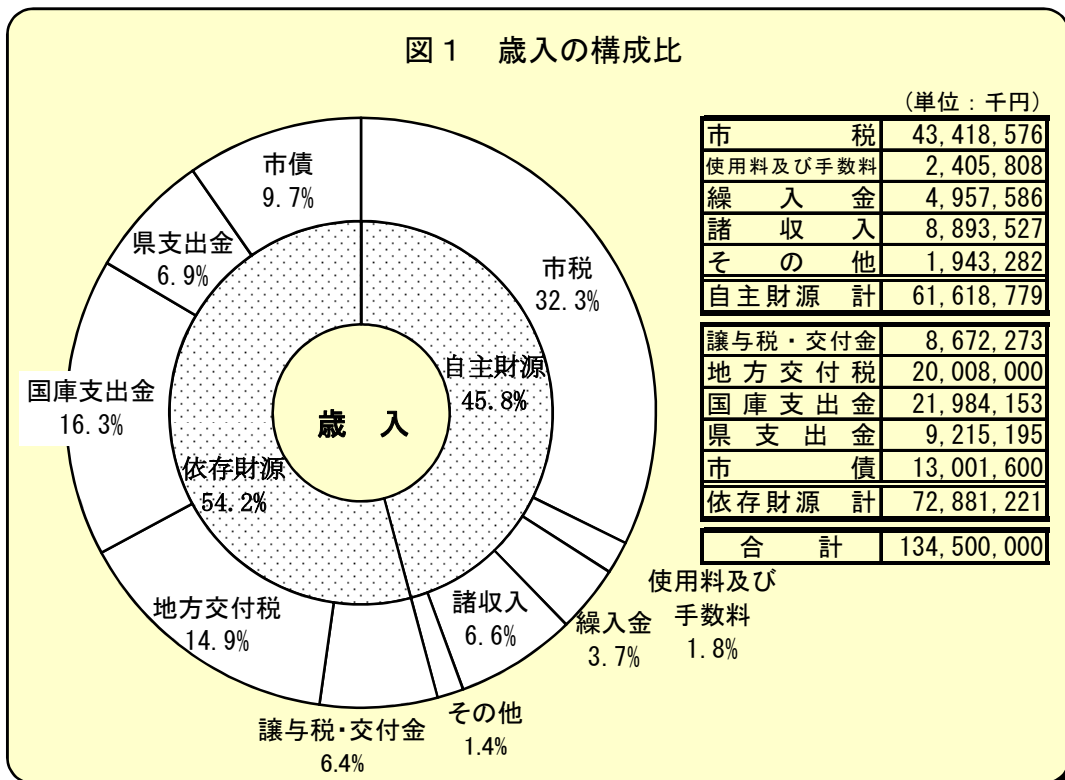 図1 歳入の構成比
(単位:千円)
市税 43,418,576
使用料及び手数料 2,405,808
繰入金 4,957,586
諸収入 8,893,527
その他 1,943,282
自主財源 計 61,618,779
譲与税・交付金 8,672,273
地方交付税 20,008,000
国庫支出金 21,984,153
県支出金 9,215,195
市債 13,001,600
依存財源 計 72,881,221
合計 134,500,000
市債
9.7%
県支出金
6.9%
国庫支出金
16.3%
地方交付税
14.9%
譲与税・交付金
6.4%
その他
1.4%
諸収入
6.6%
繰入金
3.7%
使用料及び
手数料
1.8%
市税
32.3%
自主財源
45.8%
依存財源
54.2%
歳 入